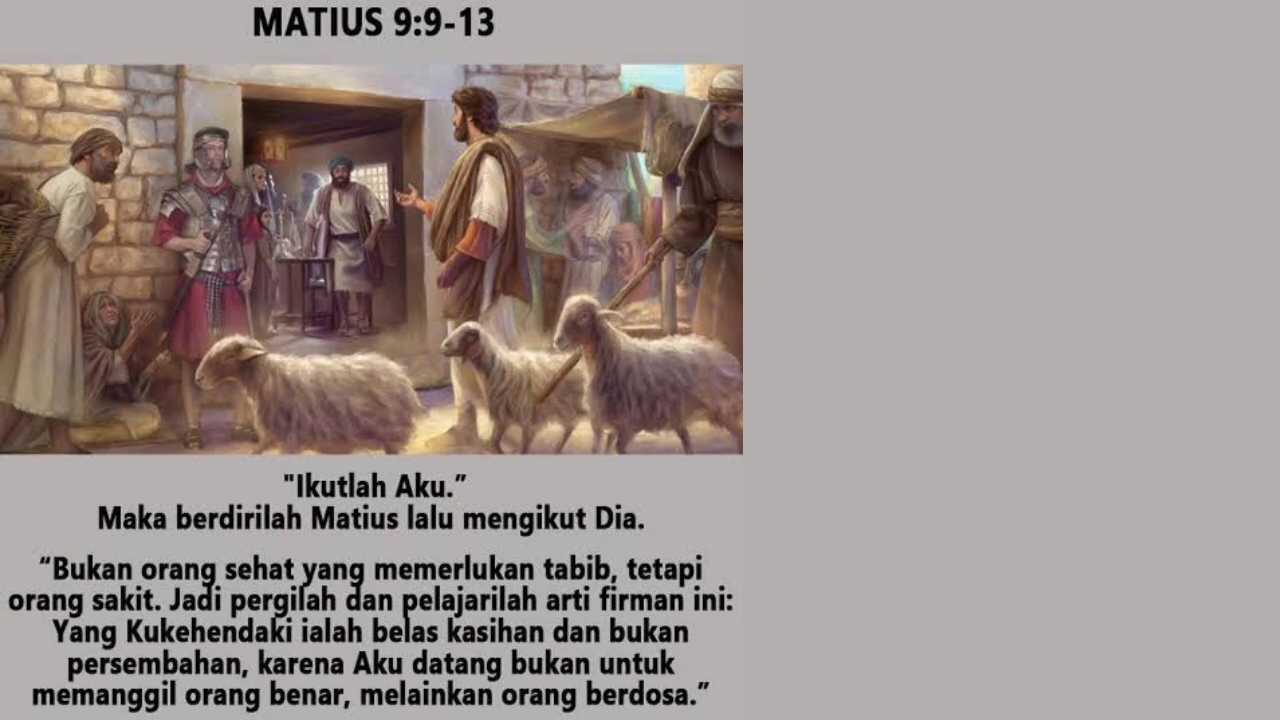 MATIUS 9:9-13
"Ikutlah Aku.”
Maka berdirilah Matius lalu mengikut Dia.
“Bukan orang sehat yang memerlukan tabib, tetapi
orang sakit. Jadi pergilah dan pelajarilah arti firman ini:
Yang Kukehendaki ialah belas kasihan dan bukan
persembahan, karena Aku datang bukan untuk
memanggil orang benar, melainkan orang berdosa.”